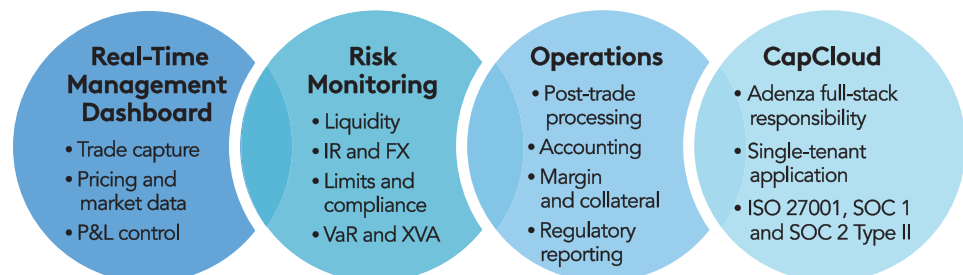 Real-Time
Management
Dashboard
• Trade capture
• Pricing and
market data
• P&L control
Risk
Monitoring
• Liquidity
• IR and FX
• Limits and
compliance
• VaR and XVA
Operations
• Post-trade
processing
• Accounting
• Margin
and collateral
• Regulatory
reporting
CapCloud
• Adenza full-stack
responsibility
• Single-tenant
application
• ISO 27001, SOC 1
and SOC 2 Type II